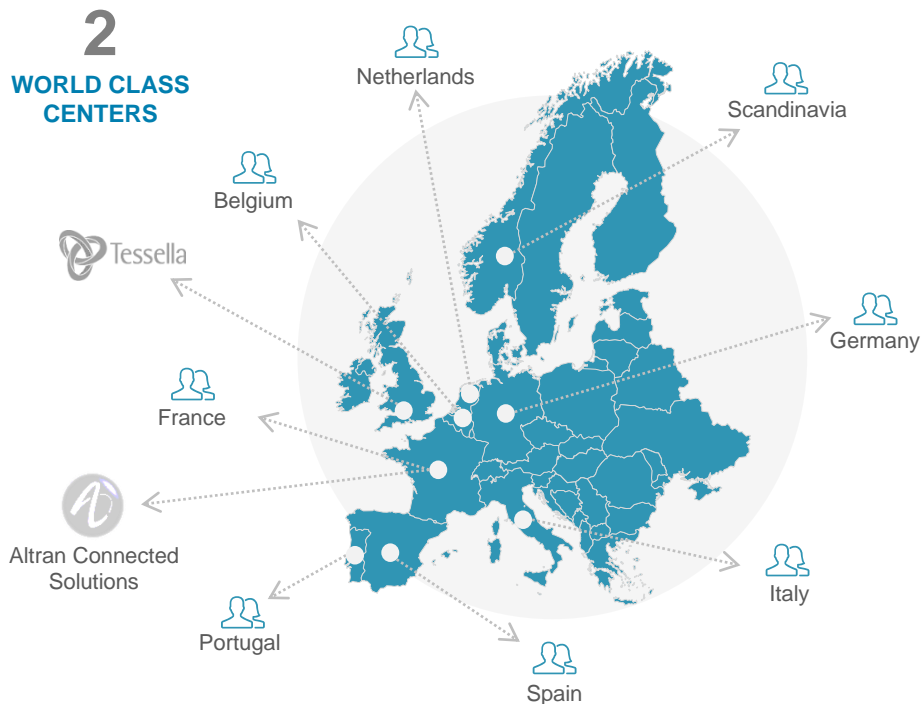 2
WORLD CLASS
CENTERS
Netherlands
Scandinavia
Belgium
Tessella
Germany
France
Altran Connected
Solutions
Italy
Portugal
Spain